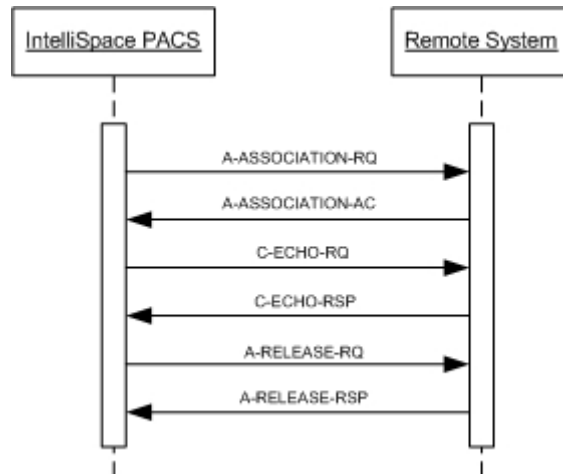 IntelliSpace PACS
Remote System
A-ASSOCIATION-RQ
A-ASSOCIATION-AC
C-ECHO-RQ
C-ECHO-RSP
A-RELEASE-RQ
A-RELEASE-RSP